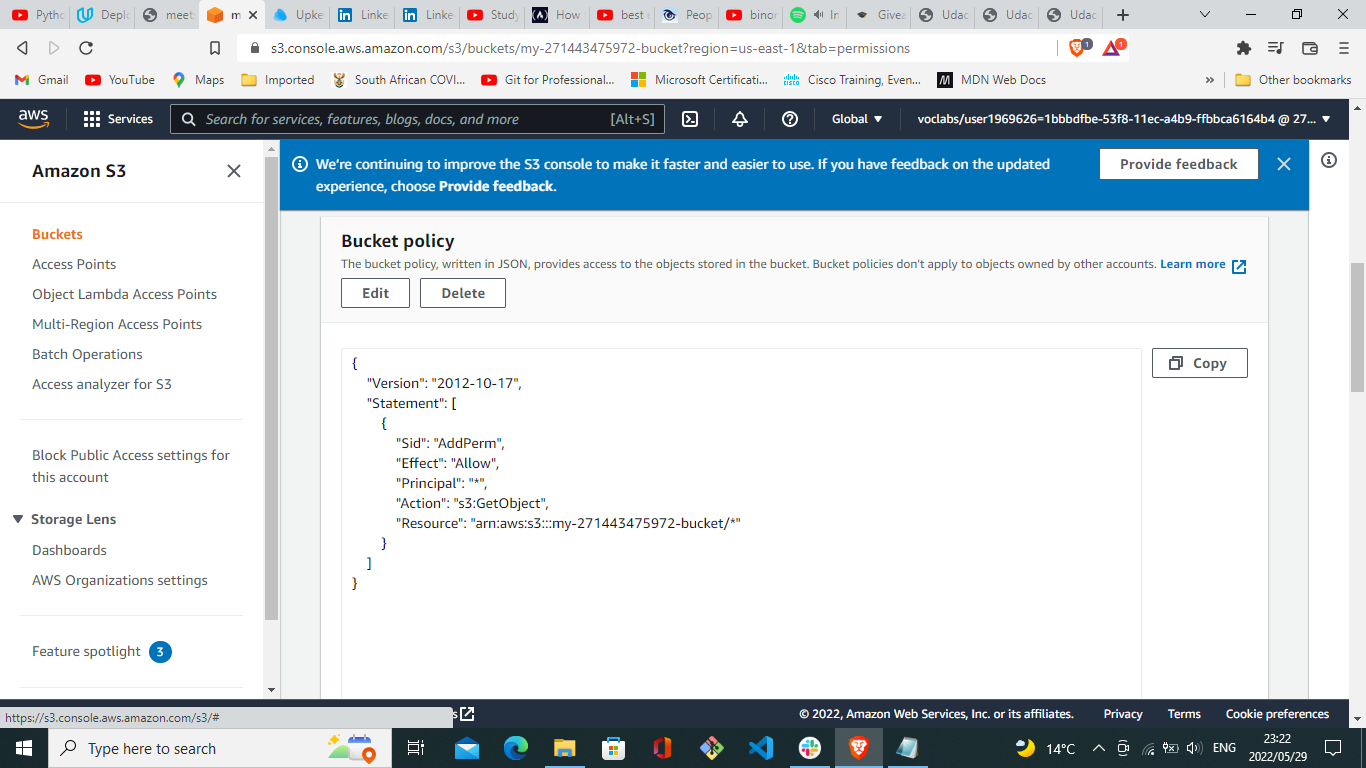 Pytho
Deplo
meet
m
Upke
Linke
Linke
Study
How
best
Peop
binor
In
Givea
Udac
Udac
Udac
s3.console.aws.amazon.com/s3/buckets/my-271443475972-bucket?region=us-east-1&tab=permissions
1
1
Gmail
YouTube
Maps
Imported
South African COVI...
Git for Professional...
Microsoft Certificati...
Cisco Training, Even...
MDN Web Docs
»
Other bookmarks
aws
Services
Search for services, features, blogs, docs, and more
[Alt+S]
Global
voclabs/user1969626=1bbbdfbe-53f8-11ec-a4b9-ffbbca6164b4 @ 27...
Amazon S3
Buckets
Access Points
Object Lambda Access Points
Multi-Region Access Points
Batch Operations
Access analyzer for S3
Block Public Access settings for
this account
Storage Lens
Dashboards
AWS Organizations settings
Feature spotlight 3
We're continuing to improve the S3 console to make it faster and easier to use. If you have feedback on the updated
experience, choose Provide feedback.
Provide feedback
Bucket policy
The bucket policy, written in JSON, provides access to the objects stored in the bucket. Bucket policies don't apply to objects owned by other accounts. Learn more
Edit
Delete
Copy
{
"Version": "2012-10-17",
"Statement": [
{
"Sid": "AddPerm",
"Effect": "Allow",
"Principal": "*",
"Action": "s3:GetObject",
"Resource": "arn:aws:s3:::my-271443475972-bucket/*"
}
]
}
https://s3.console.aws.amazon.com/s3/#
© 2022, Amazon Web Services, Inc. or its affiliates.
Privacy
Terms
Cookie preferences
Type here to search
14°C
ENG
23:22
2022/05/29